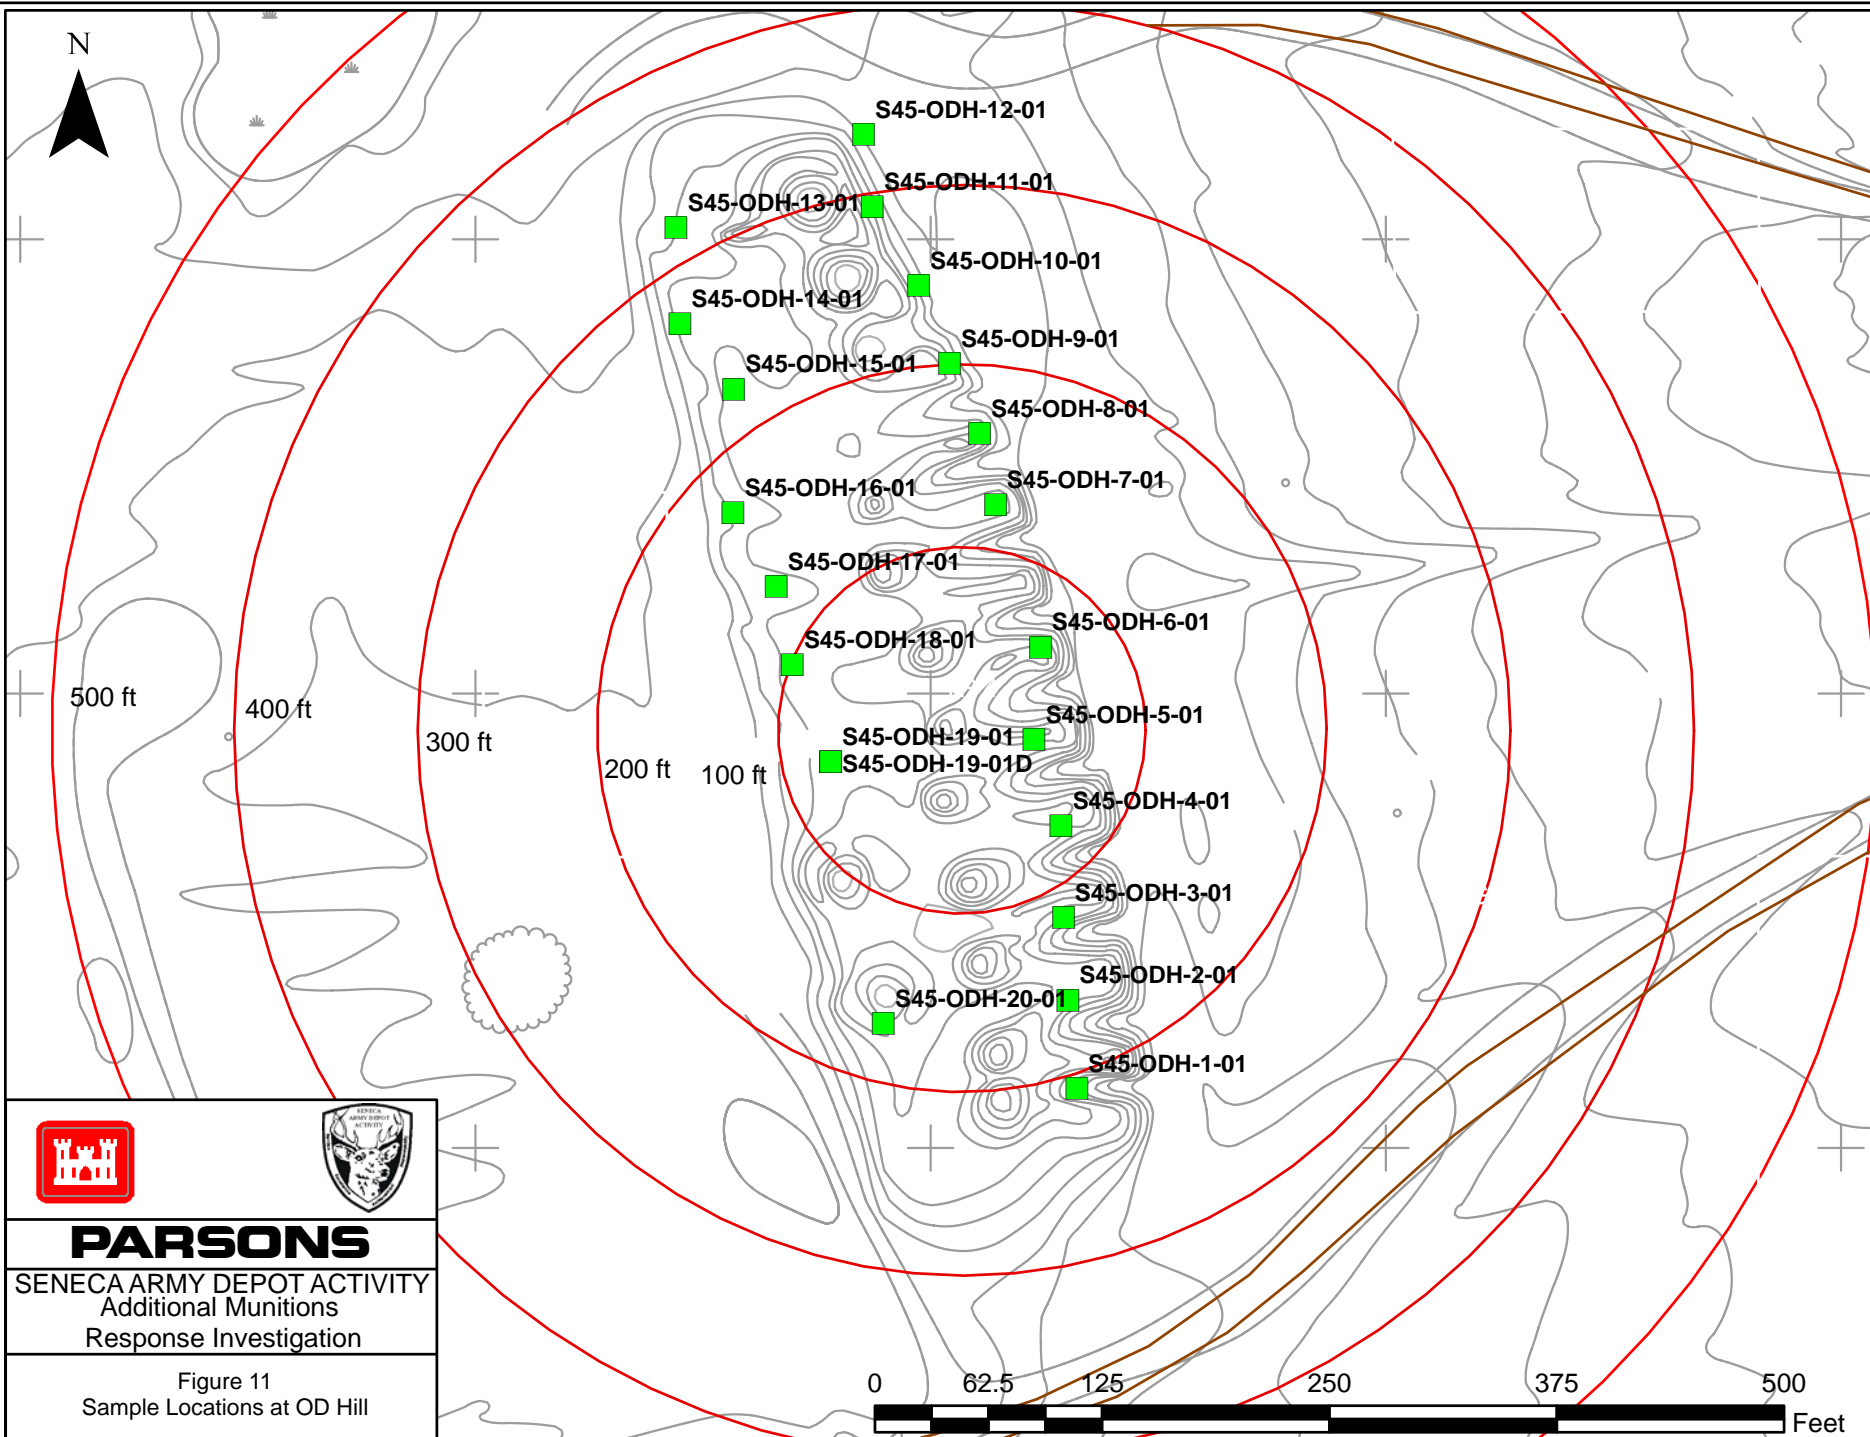 N
S45-ODH-12-01
S45-ODH-11-01
S45-ODH-13-01
S45-ODH-10-01
S45-ODH-14-01
S45-ODH-9-01
S45-ODH-15-01
S45-ODH-8-01
S45-ODH-7-01
S45-ODH-16-01
S45-ODH-17-01
S45-ODH-6-01
S45-ODH-18-01
500 ft
400 ft
300 ft
200 ft
100 ft
S45-ODH-5-01
S45-ODH-19-01
S45-ODH-19-01D
S45-ODH-4-01
S45-ODH-3-01
S45-ODH-2-01
S45-ODH-20-01
S45-ODH-1-01
SENECA
ARMY DEPOT
ACTIVITY
PARSONS
SENECA ARMY DEPOT ACTIVITY
Additional Munitions
Response Investigation
Figure 11
Sample Locations at OD Hill
0 62.5 125 250 375 500
Feet